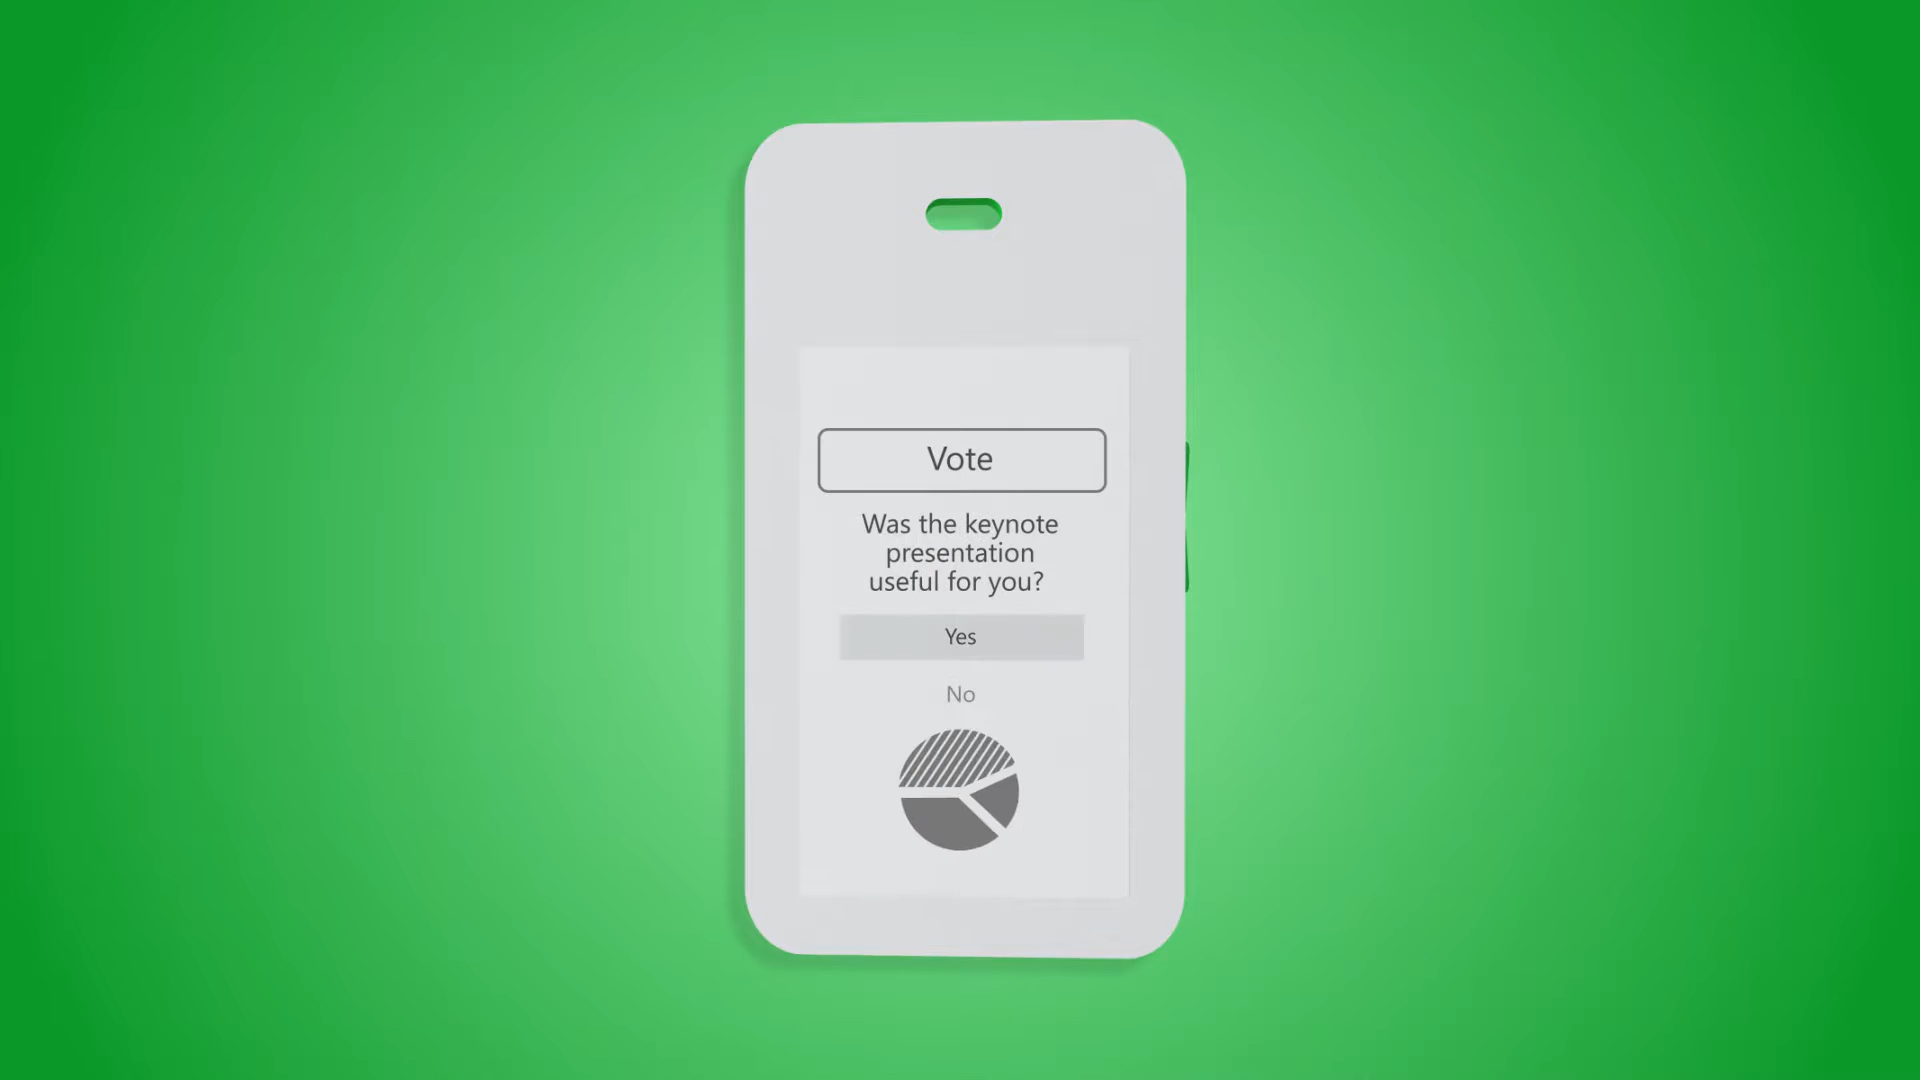 Vote
Was the keynote
presentation
useful for you?
Yes
No